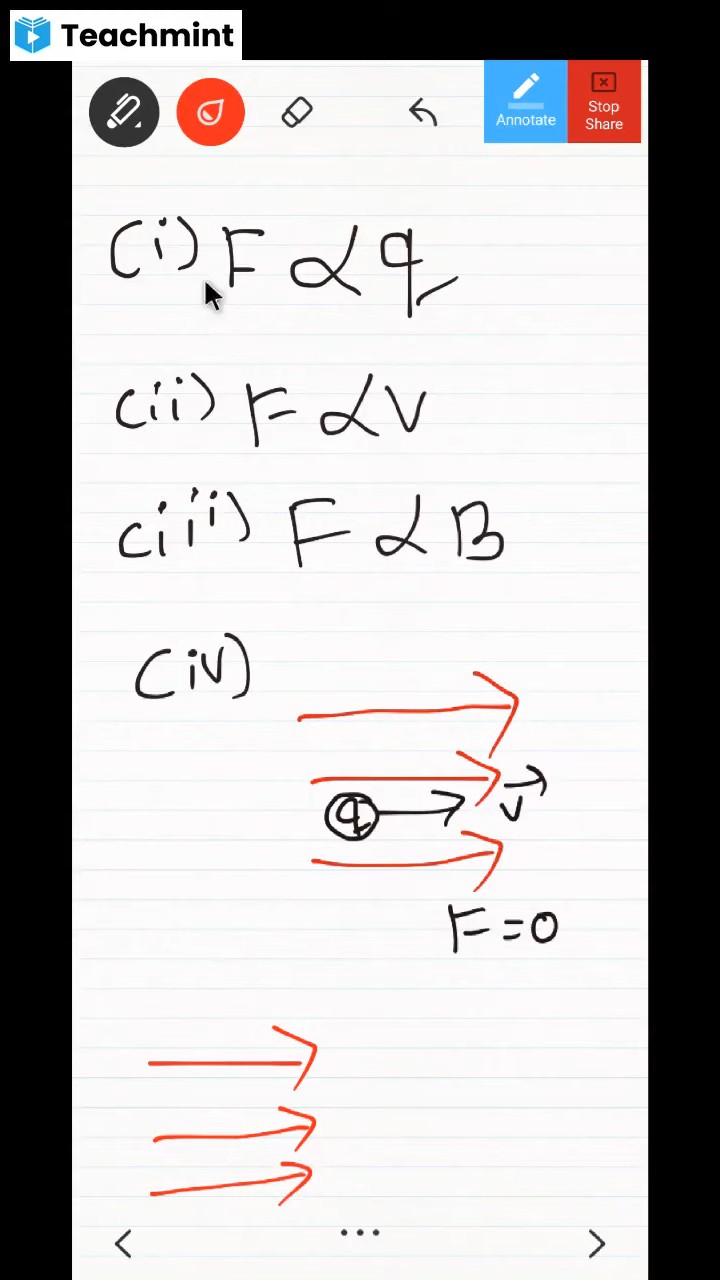 Teachmint
Annotate
Stop
Share
(i) F α q
(ii) F α V
(iii) F α B
(iv)
q
V
F = 0